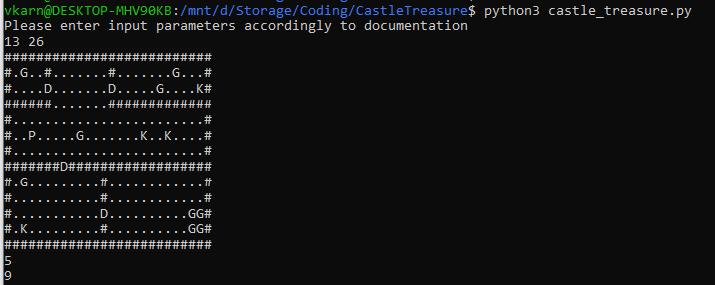 vkarn@DESKTOP-MHV90KB:/mnt/d/Storage/Coding/CastleTreasure$ python3 castle_treasure.py
Please enter input parameters accordingly to documentation
13 26
##########################
#.G..#.......#.......G...#
#....D.......D.....G....K#
######.......#############
#........................#
#..P.....G.......K..K....#
#........................#
#######D##################
#.G.........#............#
#...........#............#
#...........D..........GG#
#.K.........#..........GG#
##########################
5
9